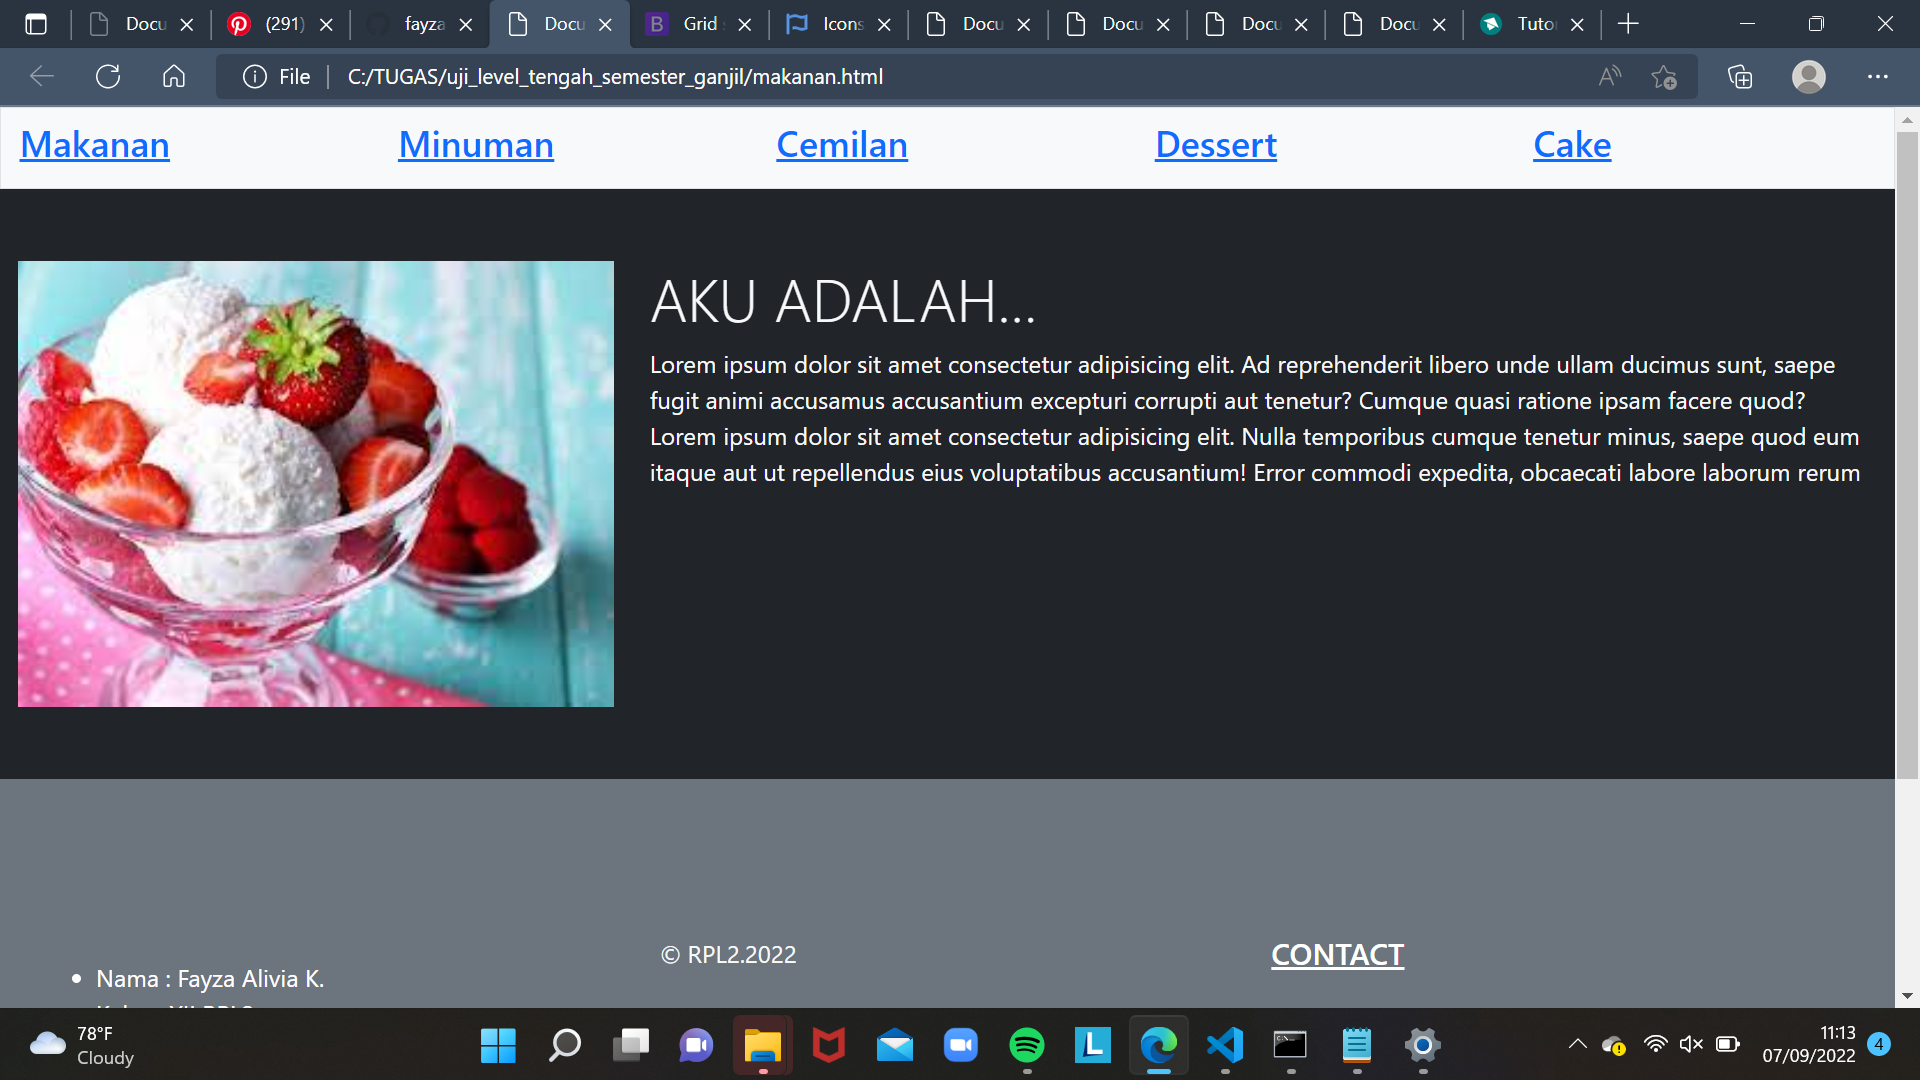 Docu
(291)
fayza
Docu
Grid
Icons
Docu
Docu
Docu
Docu
Tuto
File
C:/TUGAS/uji_level_tengah_semester_ganjil/makanan.html
Makanan
Minuman
Cemilan
Dessert
Cake
AKU ADALAH...
Lorem ipsum dolor sit amet consectetur adipisicing elit. Ad reprehenderit libero unde ullam ducimus sunt, saepe
fugit animi accusamus accusantium excepturi corrupti aut tenetur? Cumque quasi ratione ipsam facere quod?
Lorem ipsum dolor sit amet consectetur adipisicing elit. Nulla temporibus cumque tenetur minus, saepe quod eum
itaque aut ut repellendus eius voluptatibus accusantium! Error commodi expedita, obcaecati labore laborum rerum
© RPL2.2022
CONTACT
Nama : Fayza Alivia K.
78°F
Cloudy
11:13
07/09/2022
4